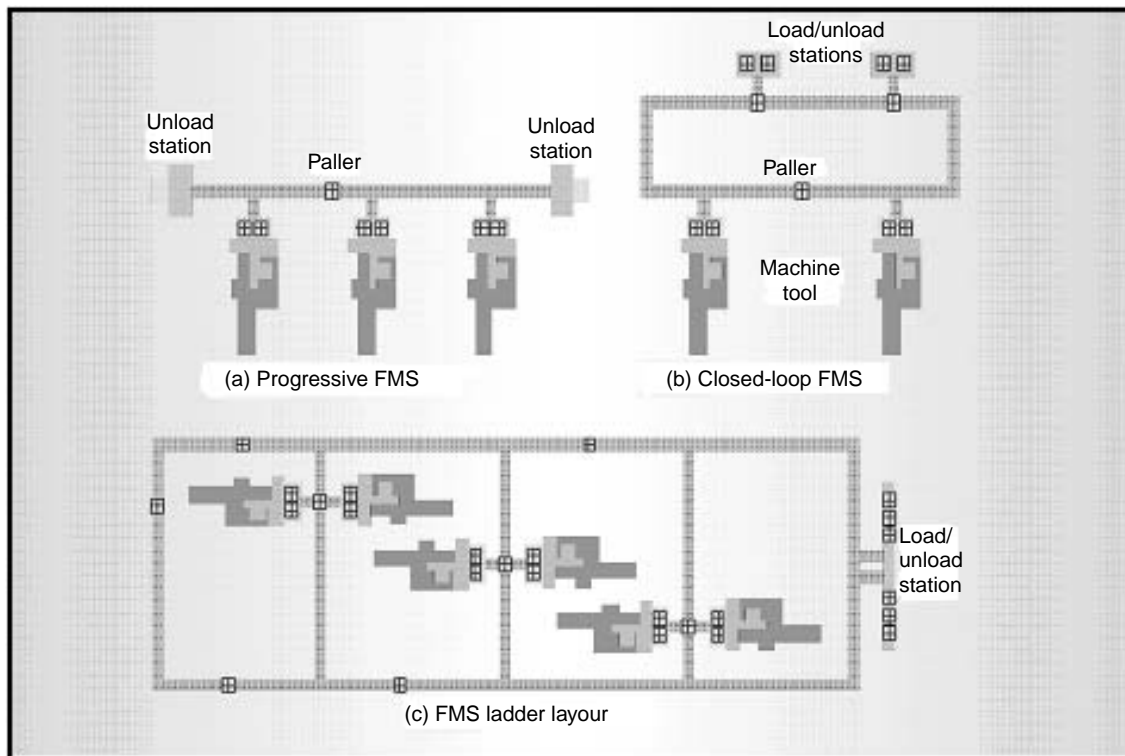 Load/unload
stations
Unload
station
Unload
station
Paller
Paller
Machine
tool
(a) Progressive FMS
(b) Closed-loop FMS
Load/
unload
station
(c) FMS ladder layour